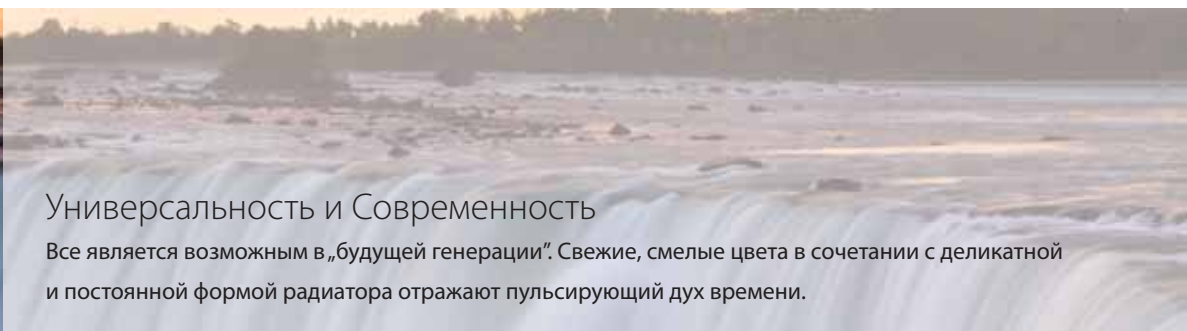 Универсальность и Современность
Все является возможным в „будущей генерации”. Свежие, смелые цвета в сочетании с деликатной
и постоянной формой радиатора отражают пульсирующий дух времени.